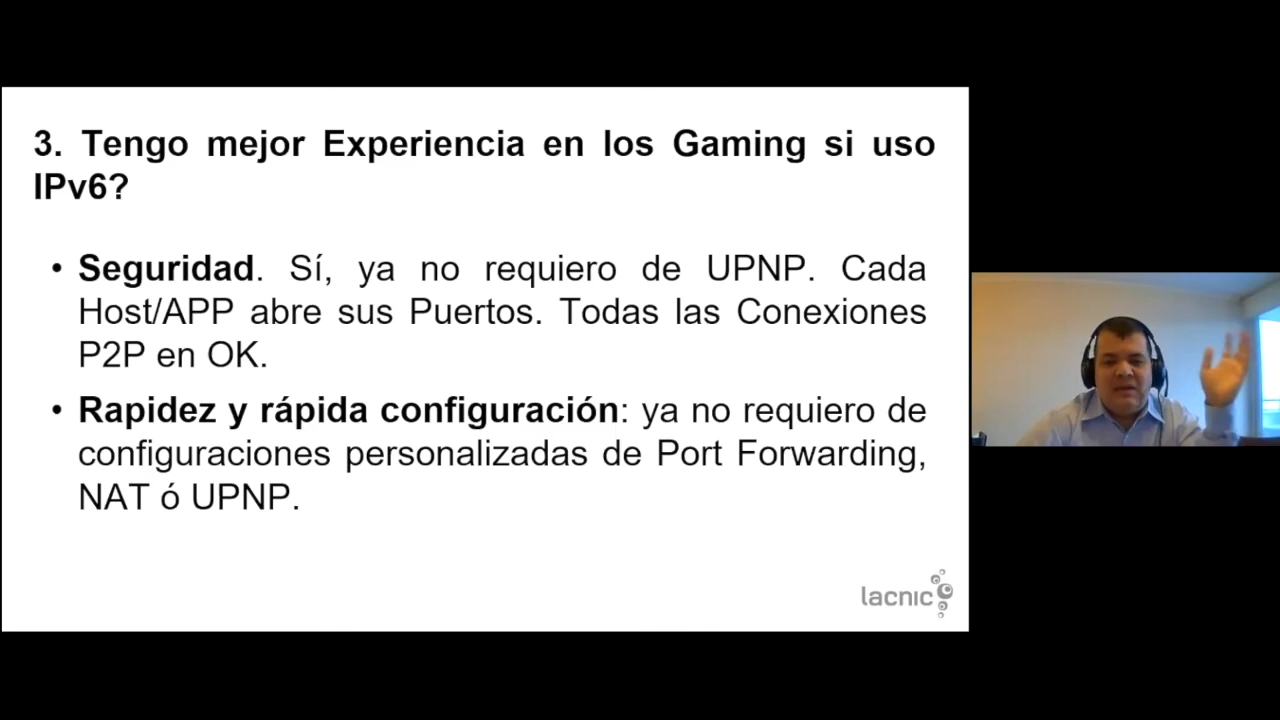 3. Tengo mejor Experiencia en los Gaming si uso
IPv6?
• Seguridad. Sí, ya no requiero de UPNP. Cada
Host/APP abre sus Puertos. Todas las Conexiones
P2P en OK.
• Rapidez y rápida configuración: ya no requiero de
configuraciones personalizadas de Port Forwarding,
NAT ó UPNP.
lacnic